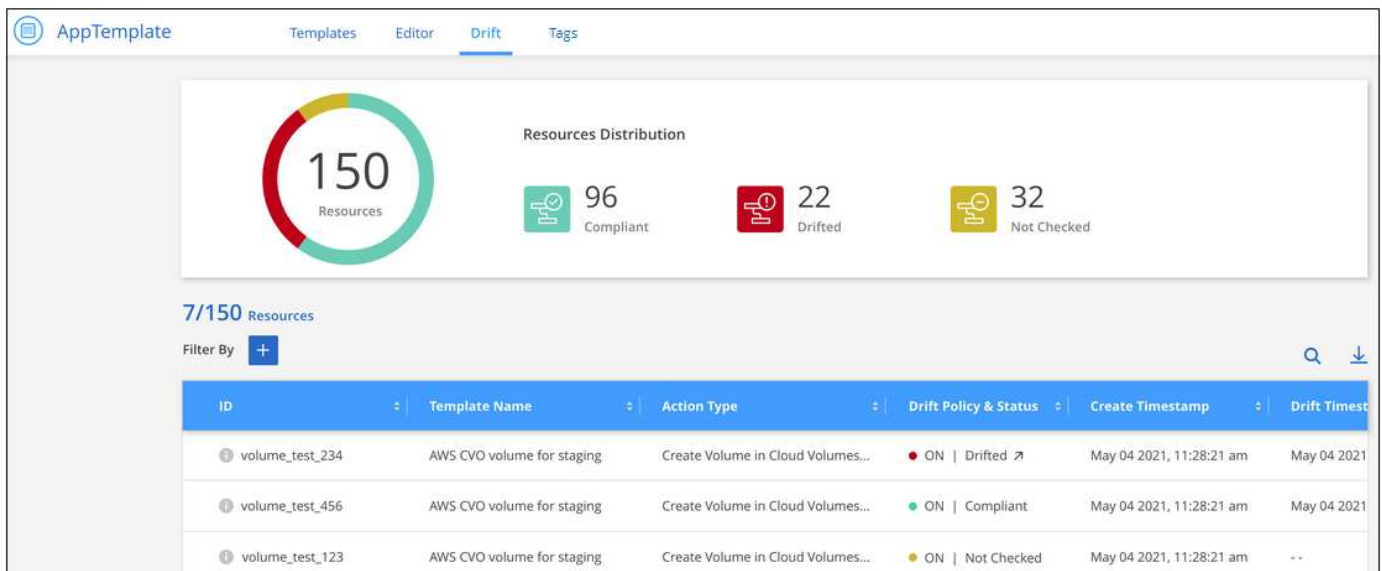 AppTemplate Templates Editor Drift Tags
150
Resources
Resources Distribution
96
Compliant
22
Drifted
32
Not Checked
7/150 Resources
Filter By +
ID Template Name Action Type Drift Policy & Status Create Timestamp Drift Timest
volume_test_234 AWS CVO volume for staging Create Volume in Cloud Volumes... ON | Drifted May 04 2021, 11:28:21 am May 04 2021
volume_test_456 AWS CVO volume for staging Create Volume in Cloud Volumes... ON | Compliant May 04 2021, 11:28:21 am May 04 2021
volume_test_123 AWS CVO volume for staging Create Volume in Cloud Volumes... ON | Not Checked May 04 2021, 11:28:21 am - -